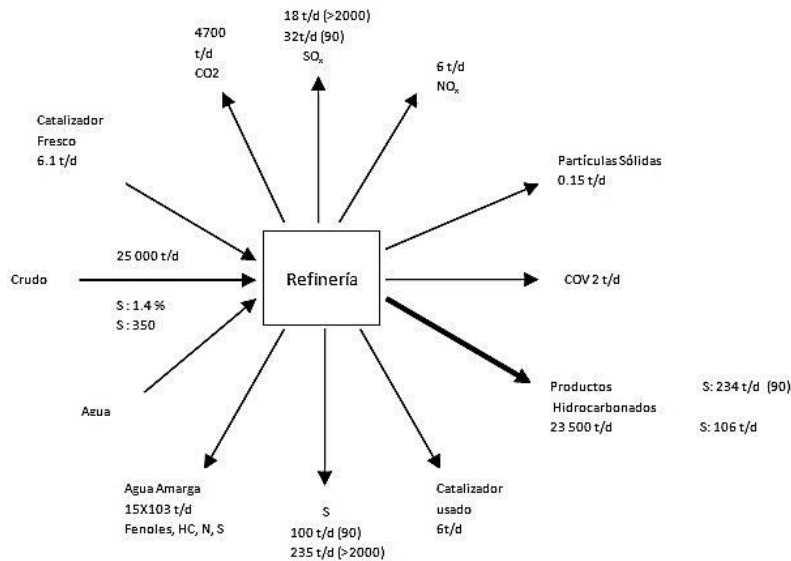 4700
t/d
CO2
18 t/d (>2000)
32t/d (90)
SOₓ
6 t/d
NOₓ
Catalizador
Fresco
6.1 t/d
Partículas Sólidas
0.15 t/d
25 000 t/d
Crudo
Refinería
COV 2 t/d
S : 1.4 %
S : 350
Agua
Productos S: 234 t/d (90)
Hidrocarbonados
23 500 t/d S: 106 t/d
Agua Amarga
15X103 t/d
Fenoles, HC, N, S
S
100 t/d (90)
235 t/d (>2000)
Catalizador
usado
6t/d